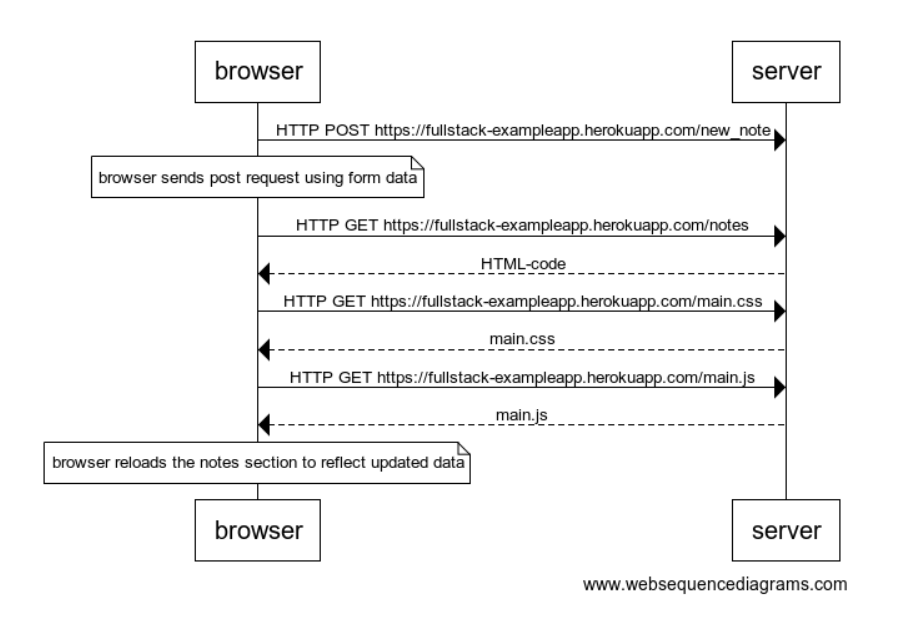 browser server
HTTP POST https://fullstack-exampleapp.herokuapp.com/new_note
browser sends post request using form data
HTTP GET https://fullstack-exampleapp.herokuapp.com/notes
HTML-code
HTTP GET https://fullstack-exampleapp.herokuapp.com/main.css
main.css
HTTP GET https://fullstack-exampleapp.herokuapp.com/main.js
main.js
browser reloads the notes section to reflect updated data
browser server
www.websequencediagrams.com